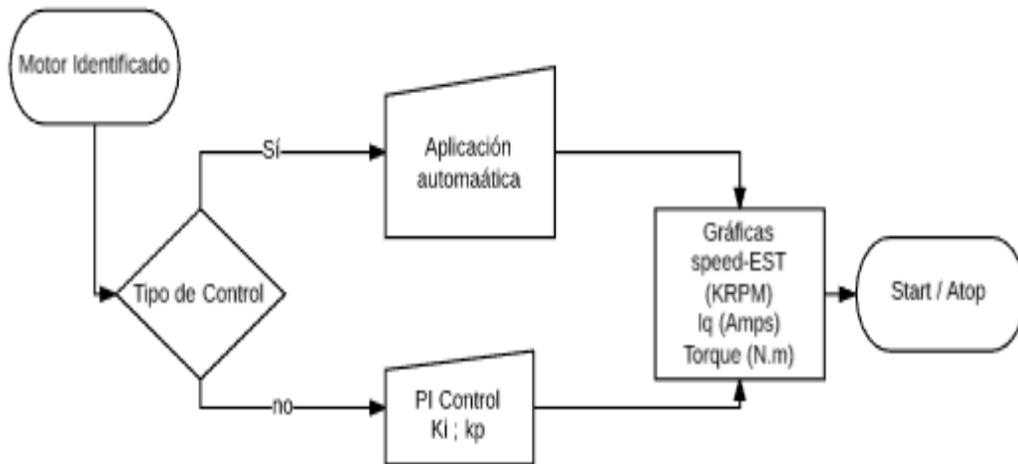 Motor Identificado
Sí
Aplicación
automaática
Tipo de Control
no
PI Control
Ki ; kp
Gráficas
speed-EST
(KRPM)
Iq (Amps)
Torque (N.m)
Start / Atop